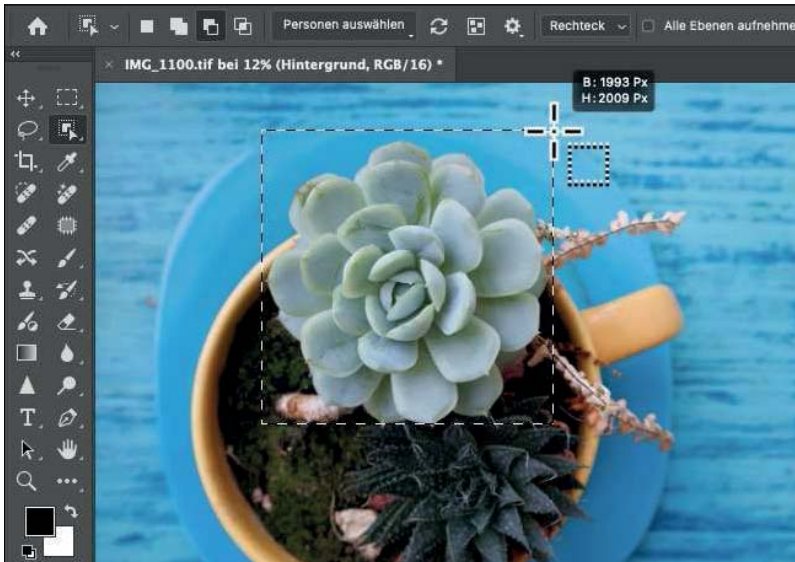 Personen auswählen
Rechteck
Alle Ebenen aufnehme
« 
× IMG_1100.tif bei 12% (Hintergrund, RGB/16) *
B: 1993 Px
H: 2009 Px
T